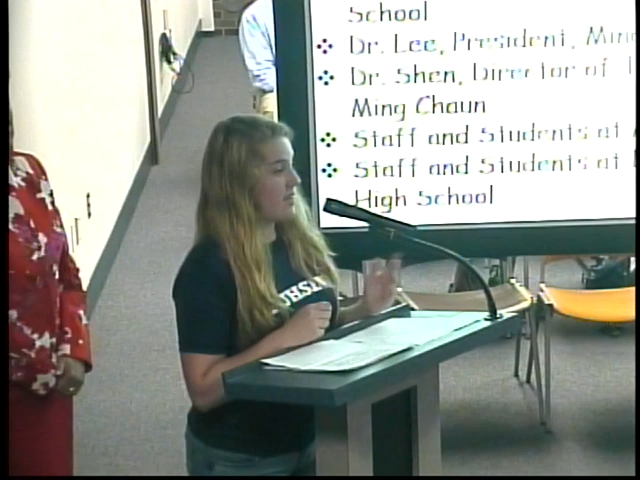 School
Dr. Lee, President, Ming
Dr. Shen, Director of
Ming Chaun
Staff and Students at
Staff and Students at
High School